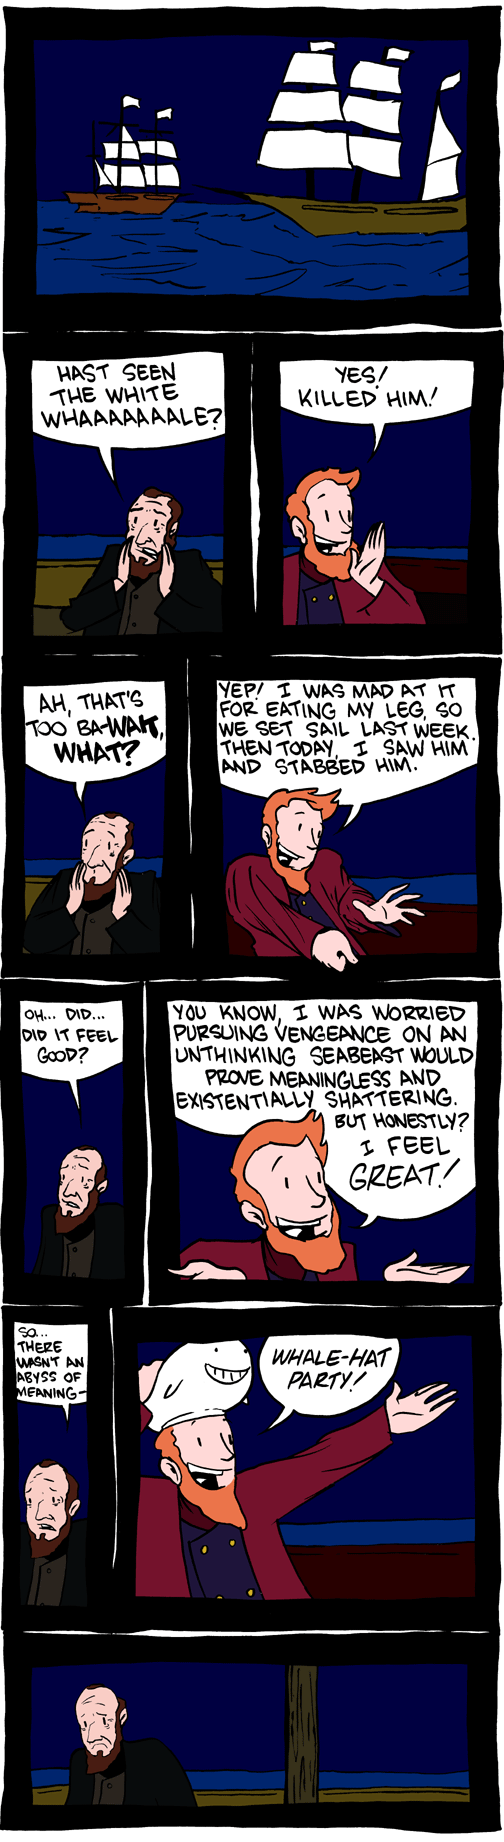 HAST SEEN
THE WHITE
WHAAAAAAALE?
YES!
KILLED HIM!
AH, THAT'S
TOO BA-WAIT,
WHAT?
YEP! I WAS MAD AT IT
FOR EATING MY LEG, SO
WE SET SAIL LAST WEEK.
THEN TODAY, I SAW HIM
AND STABBED HIM.
OH... DID...
DID IT FEEL
GOOD?
YOU KNOW, I WAS WORRIED
PURSUING VENGEANCE ON AN
UNTHINKING SEABEAST WOULD
PROVE MEANINGLESS AND
EXISTENTIALLY SHATTERING.
BUT HONESTLY?
I FEEL
GREAT!
SO...
THERE
WASN'T AN
ABYSS OF
MEANING-
WHALE-HAT
PARTY!